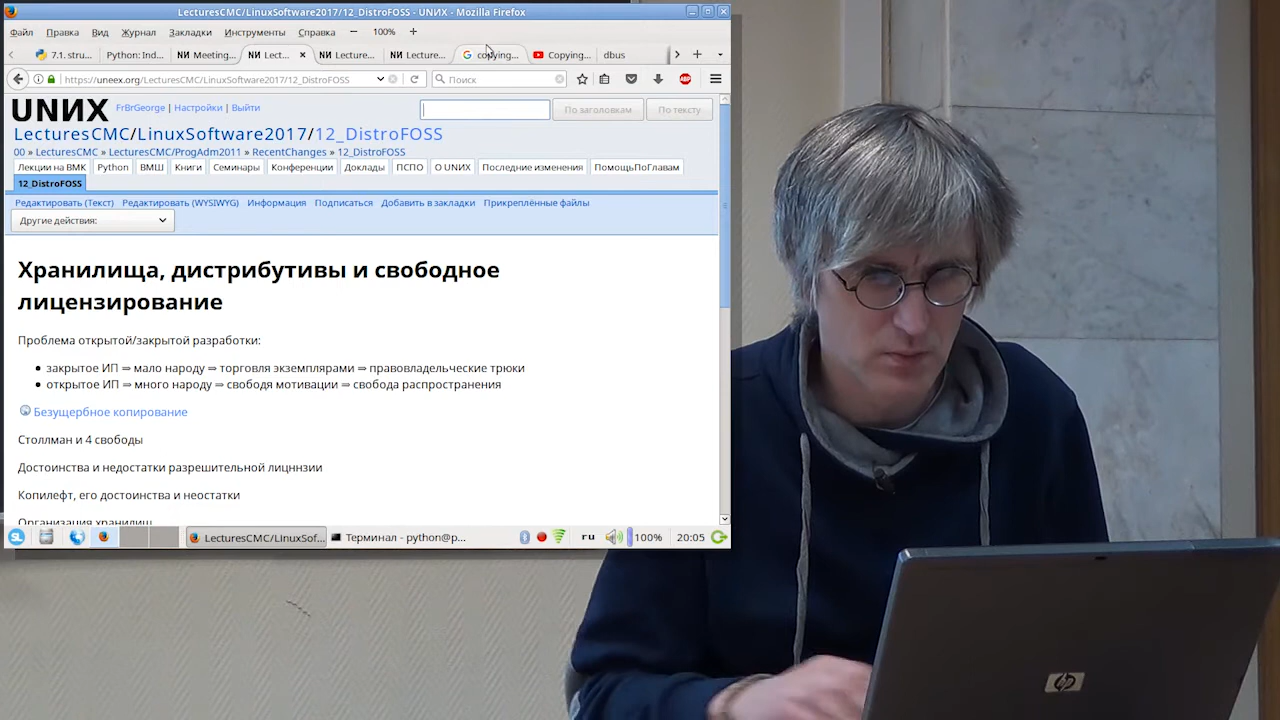 LecturesCMC/LinuxSoftware2017/12_DistroFOSS - UNИX - Mozilla Firefox
Файл Правка Вид Журнал Закладки Инструменты Справка 100%
7.1. stru... Python: Ind... Meeting... Lect... Lecture... Lecture... copying... Copying... dbus
https://uneex.org/LecturesCMC/LinuxSoftware2017/12_DistroFOSS Поиск
UNИX FrBrGeorge | Настройки | Выйти По заголовкам По тексту
LecturesCMC/LinuxSoftware2017/12_DistroFOSS
00 » LecturesCMC » LecturesCMC/ProgAdm2011 » RecentChanges » 12_DistroFOSS
Лекции на ВМК Python ВМШ Книги Семинары Конференции Доклады ПСПО О UNИX Последние изменения ПомощьПоГлавам
12_DistroFOSS
Редактировать (Текст) Редактировать (WYSIWYG) Информация Подписаться Добавить в закладки Прикреплённые файлы
Другие действия:
Хранилища, дистрибутивы и свободное
лицензирование
Проблема открытой/закрытой разработки:
закрытое ИП ⇒ мало народу ⇒ торговля экземплярами ⇒ правовладельческие трюки
открытое ИП ⇒ много народу ⇒ свободя мотивации ⇒ свобода распространения
Безущербное копирование
Столлман и 4 свободы
Достоинства и недостатки разрешительной лицннзии
Копилефт, его достоинства и неостатки
Организация хранилищ
LecturesCMC/LinuxSof... Терминал - python@p... ru 100% 20:05
hp